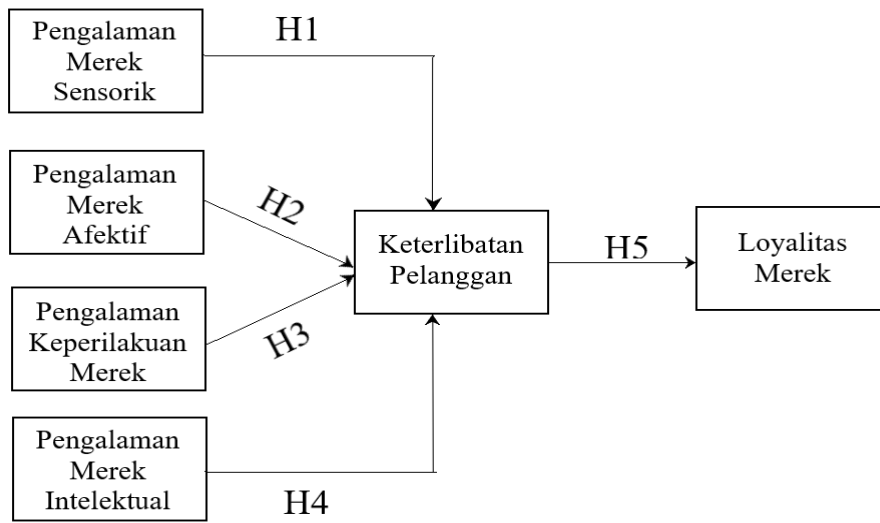 Pengalaman
Merek
Sensorik
H1
Pengalaman
Merek
Afektif
H2
Pengalaman
Keperilakuan
Merek
H3
Pengalaman
Merek
Intelektual
H4
Keterlibatan
Pelanggan
H5
Loyalitas
Merek